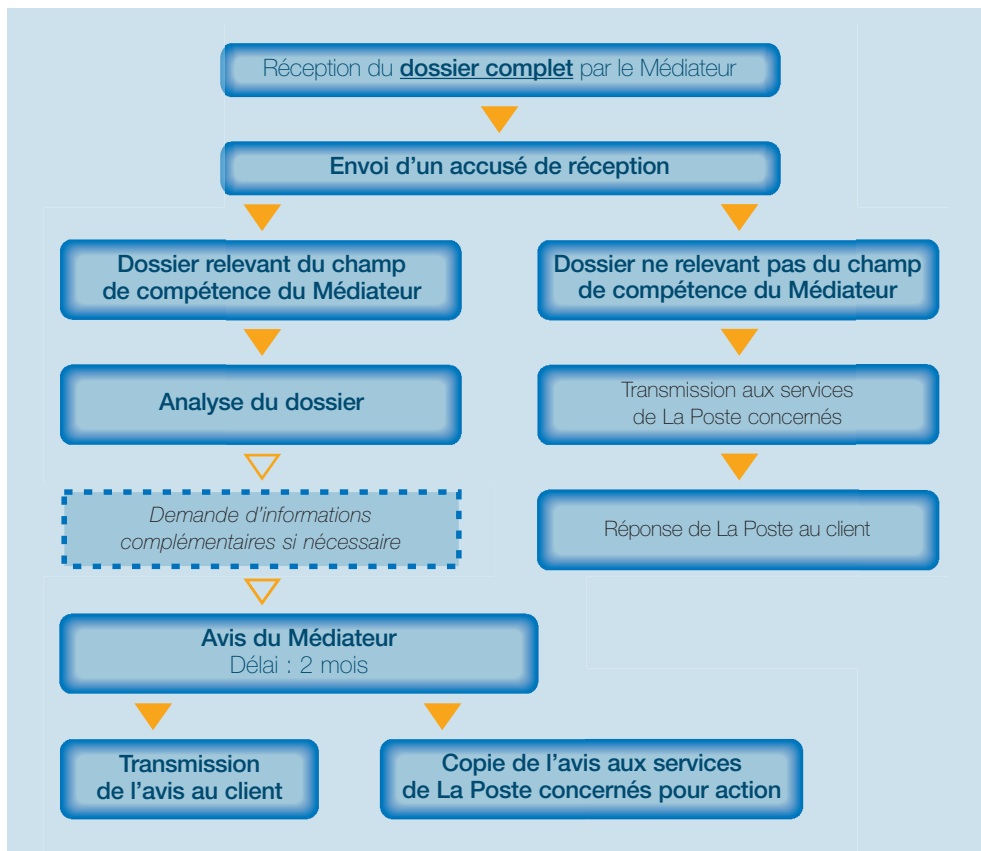 Réception du dossier complet par le Médiateur
Envoi d'un accusé de réception
Dossier relevant du champ
de compétence du Médiateur
Dossier ne relevant pas du champ
de compétence du Médiateur
Analyse du dossier
Transmission aux services
de La Poste concernés
Demande d'informations
complémentaires si nécessaire
Réponse de La Poste au client
Avis du Médiateur
Délai : 2 mois
Transmission
de l'avis au client
Copie de l'avis aux services
de La Poste concernés pour action